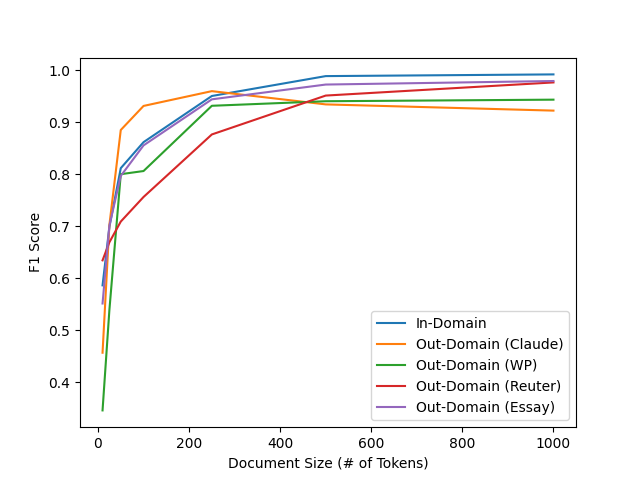 1.0
0.9
0.8
0.7
0.6
0.5
0.4
F1 Score
In-Domain
Out-Domain (Claude)
Out-Domain (WP)
Out-Domain (Reuter)
Out-Domain (Essay)
0 200 400 600 800 1000
Document Size (# of Tokens)